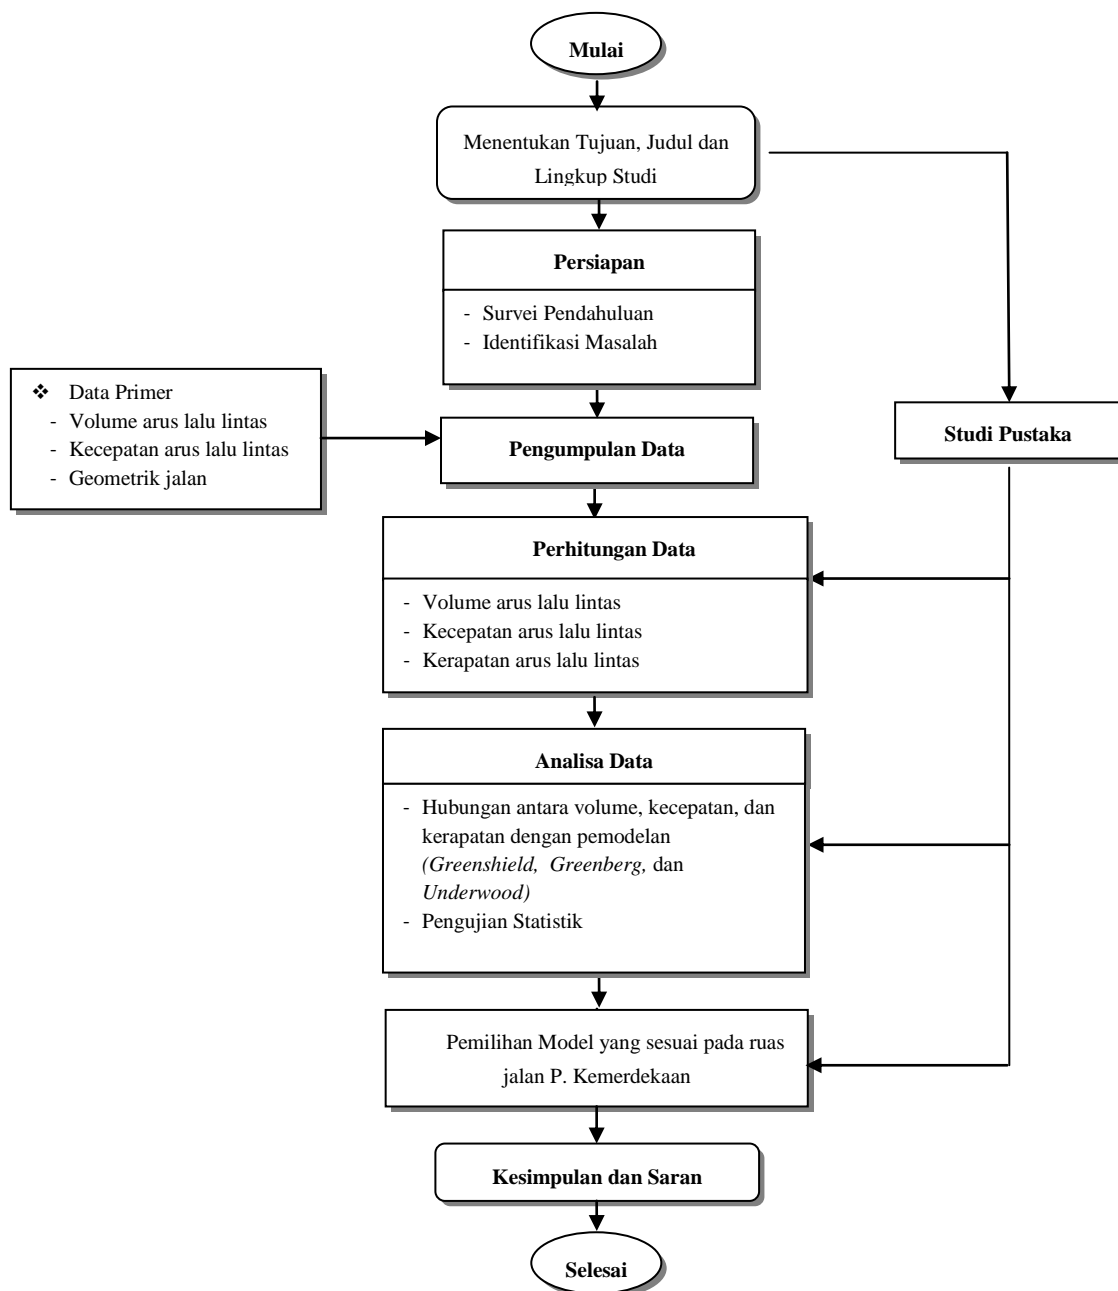 Mulai
Menentukan Tujuan, Judul dan
Lingkup Studi
Persiapan
- Survei Pendahuluan
- Identifikasi Masalah
❖ Data Primer
- Volume arus lalu lintas
- Kecepatan arus lalu lintas
- Geometrik jalan
Pengumpulan Data
Studi Pustaka
Perhitungan Data
- Volume arus lalu lintas
- Kecepatan arus lalu lintas
- Kerapatan arus lalu lintas
Analisa Data
- Hubungan antara volume, kecepatan, dan
kerapatan dengan pemodelan
(Greenshield, Greenberg, dan
Underwood)
- Pengujian Statistik
Pemilihan Model yang sesuai pada ruas
jalan P. Kemerdekaan
Kesimpulan dan Saran
Selesai